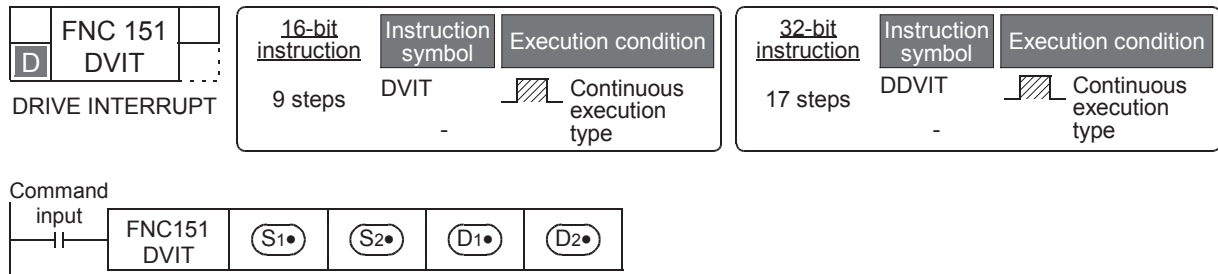 FNC 151
D DVIT
DRIVE INTERRUPT
16-bit instruction
Instruction symbol
Execution condition
9 steps
DVIT
Continuous execution type
-
32-bit instruction
Instruction symbol
Execution condition
17 steps
DDVIT
Continuous execution type
-
Command
input
FNC151
DVIT
S1•
S2•
D1•
D2•